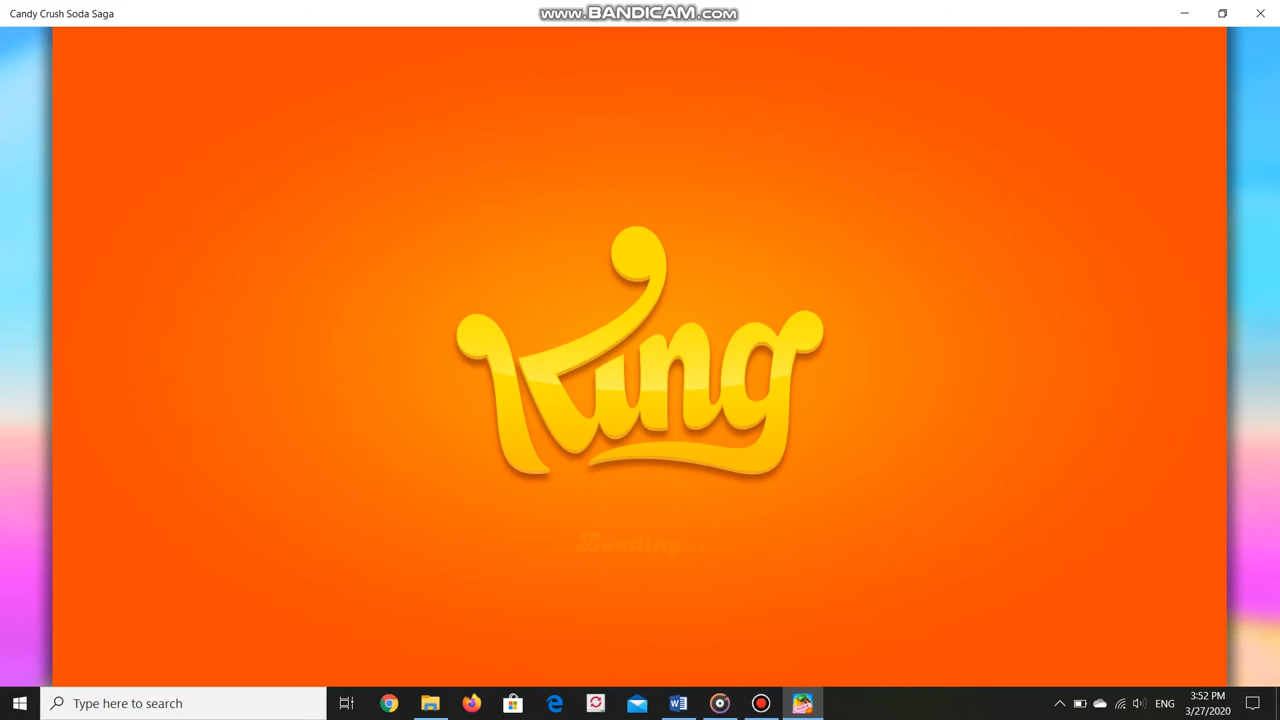 Candy Crush Soda Saga
www.BANDICAM.com
King
Loading...
Type here to search
ENG
3:52 PM
3/27/2020